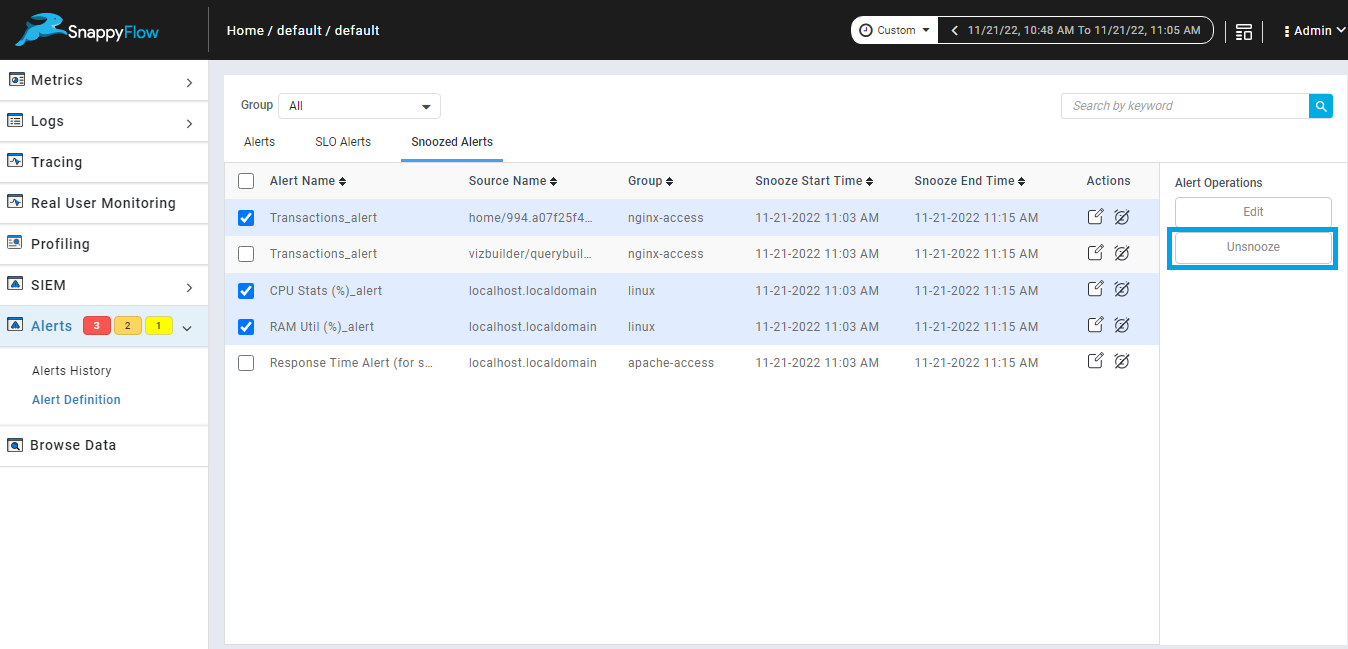 SnappyFlow
Home / default / default
Custom
11/21/22, 10:48 AM To 11/21/22, 11:05 AM
Admin
Metrics
Logs
Tracing
Real User Monitoring
Profiling
SIEM
Alerts 3 2 1
Alerts History
Alert Definition
Browse Data
Group All
Search by keyword
Alerts SLO Alerts Snoozed Alerts
Alert Name Source Name Group Snooze Start Time Snooze End Time Actions
Transactions_alert home/994.a07f25f4... nginx-access 11-21-2022 11:03 AM 11-21-2022 11:15 AM
Transactions_alert vizbuilder/querybuil... nginx-access 11-21-2022 11:03 AM 11-21-2022 11:15 AM
CPU Stats (%)_alert localhost.localdomain linux 11-21-2022 11:03 AM 11-21-2022 11:15 AM
RAM Util (%)_alert localhost.localdomain linux 11-21-2022 11:03 AM 11-21-2022 11:15 AM
Response Time Alert (for s... localhost.localdomain apache-access 11-21-2022 11:03 AM 11-21-2022 11:15 AM
Alert Operations
Edit
Unsnooze